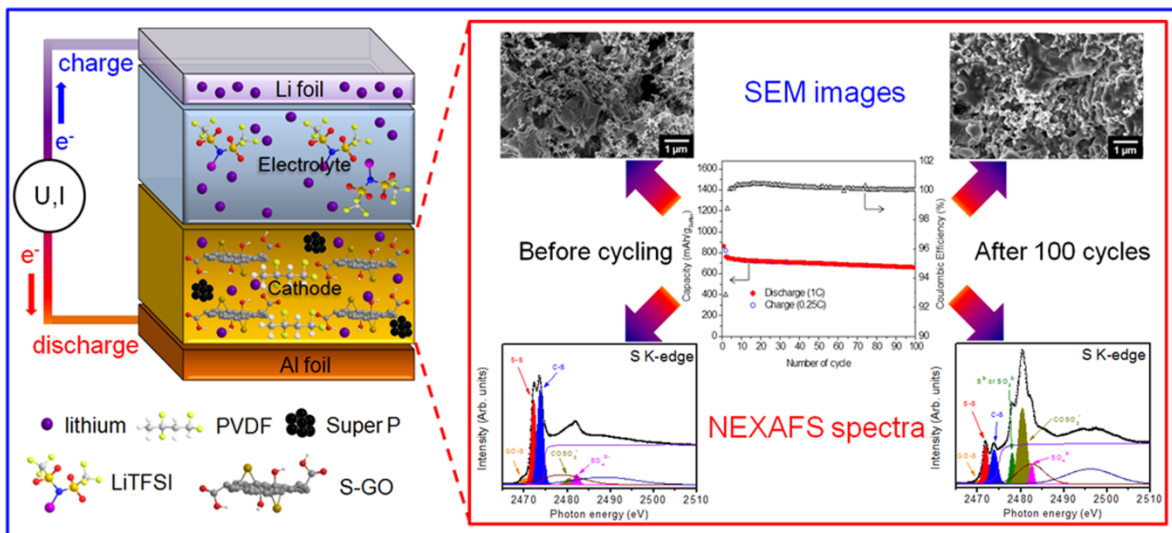 charge
e-
U,I
e-
discharge
Li foil
Electrolyte
Cathode
Al foil
lithium
PVDF
Super P
LiTFSI
S-GO
1 μm
SEM images
1 μm
Before cycling
After 100 cycles
1600
1400
1200
1000
800
600
400
200
0
Capacity (mAh/g
102
100
98
96
94
92
90
Coulombic Efficiency (%)
Discharge (1C)
Charge (0.25C)
0 10 20 30 40 50 60 70 80 90 100
Number of cycle
S K-edge
S-S
C-S
GO-S
COSO₂⁻
SO₄²⁻
Intensity (Arb. units)
2470 2480 2490 2500 2510
Photon energy (eV)
NEXAFS spectra
S K-edge
S-S
C-S
GO-S
COSO₂⁻
SO₄²⁻
Intensity (Arb. units)
2470 2480 2490 2500 2510
Photon energy (eV)